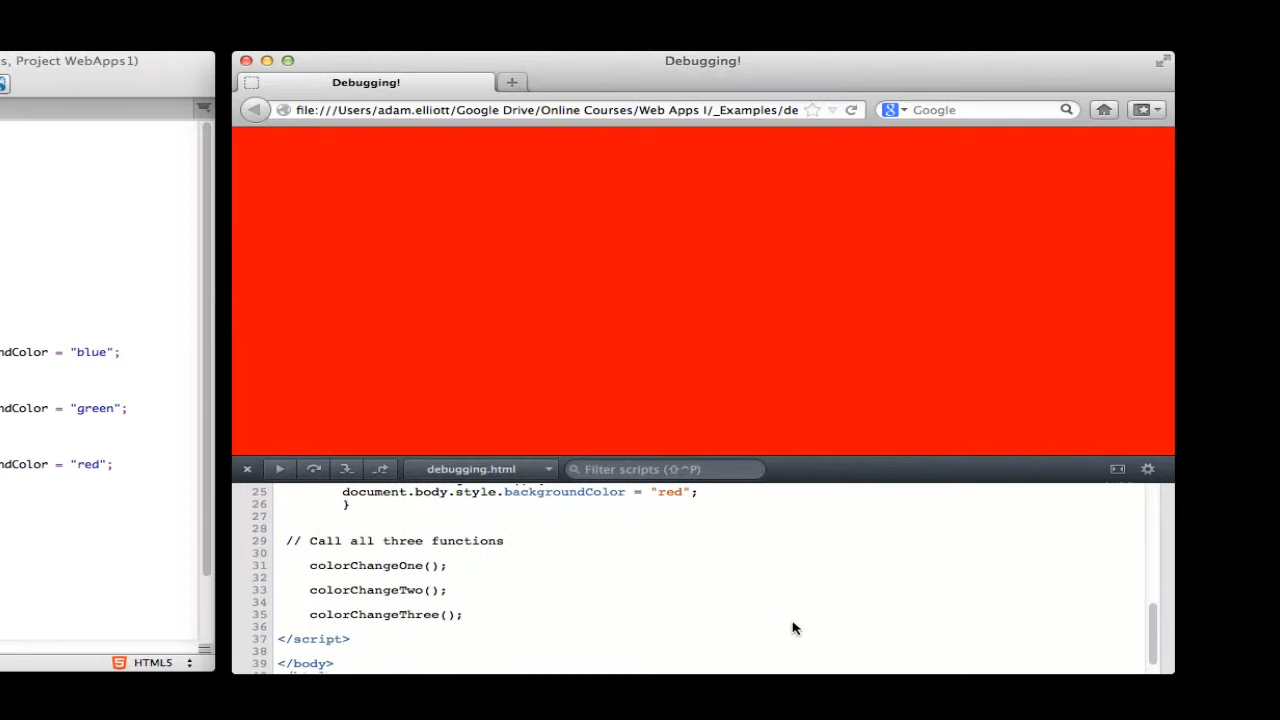 s, Project WebApps1)
ndColor = "blue";
ndColor = "green";
ndColor = "red";
HTML5
Debugging!
Debugging!
file:///Users/adam.elliott/Google Drive/Online Courses/Web Apps I/_Examples/de
Google
debugging.html
Filter scripts (⇧^P)
25 document.body.style.backgroundColor = "red";
26 }
27
28
29 // Call all three functions
30
31 colorChangeOne();
32
33 colorChangeTwo();
34
35 colorChangeThree();
36
37 </script>
38
39 </body>